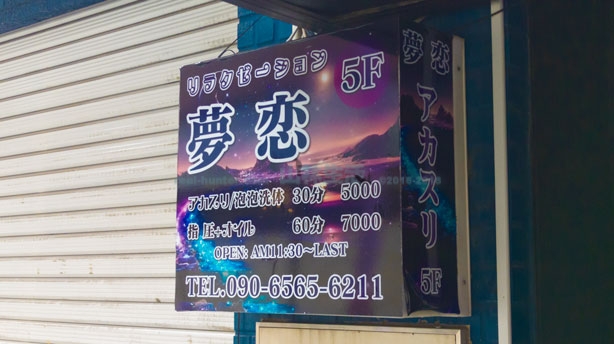 リラクゼーション
5F
夢恋
アカスリ/泡泡洗体 30分 5000
指圧+オイル 60分 7000
OPEN: AM11:30～LAST
TEL.090-6565-6211
夢恋
アカスリ
5F